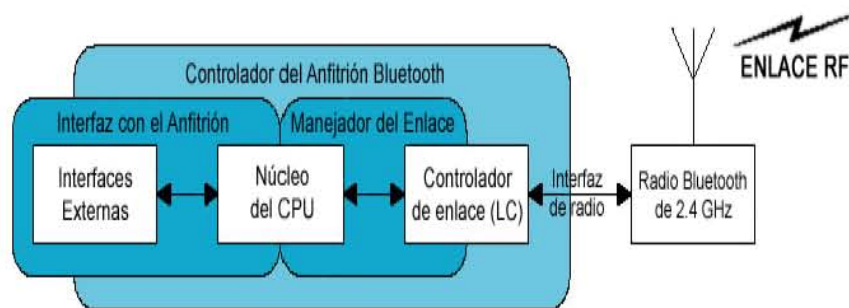 Controlador del Anfitrión Bluetooth
ENLACE RF
Interfaz con el Anfitrión
Manejador del Enlace
Interfaces
Externas
Núcleo
del CPU
Controlador
de enlace (LC)
Interfaz
de radio
Radio Bluetooth
de 2.4 GHz